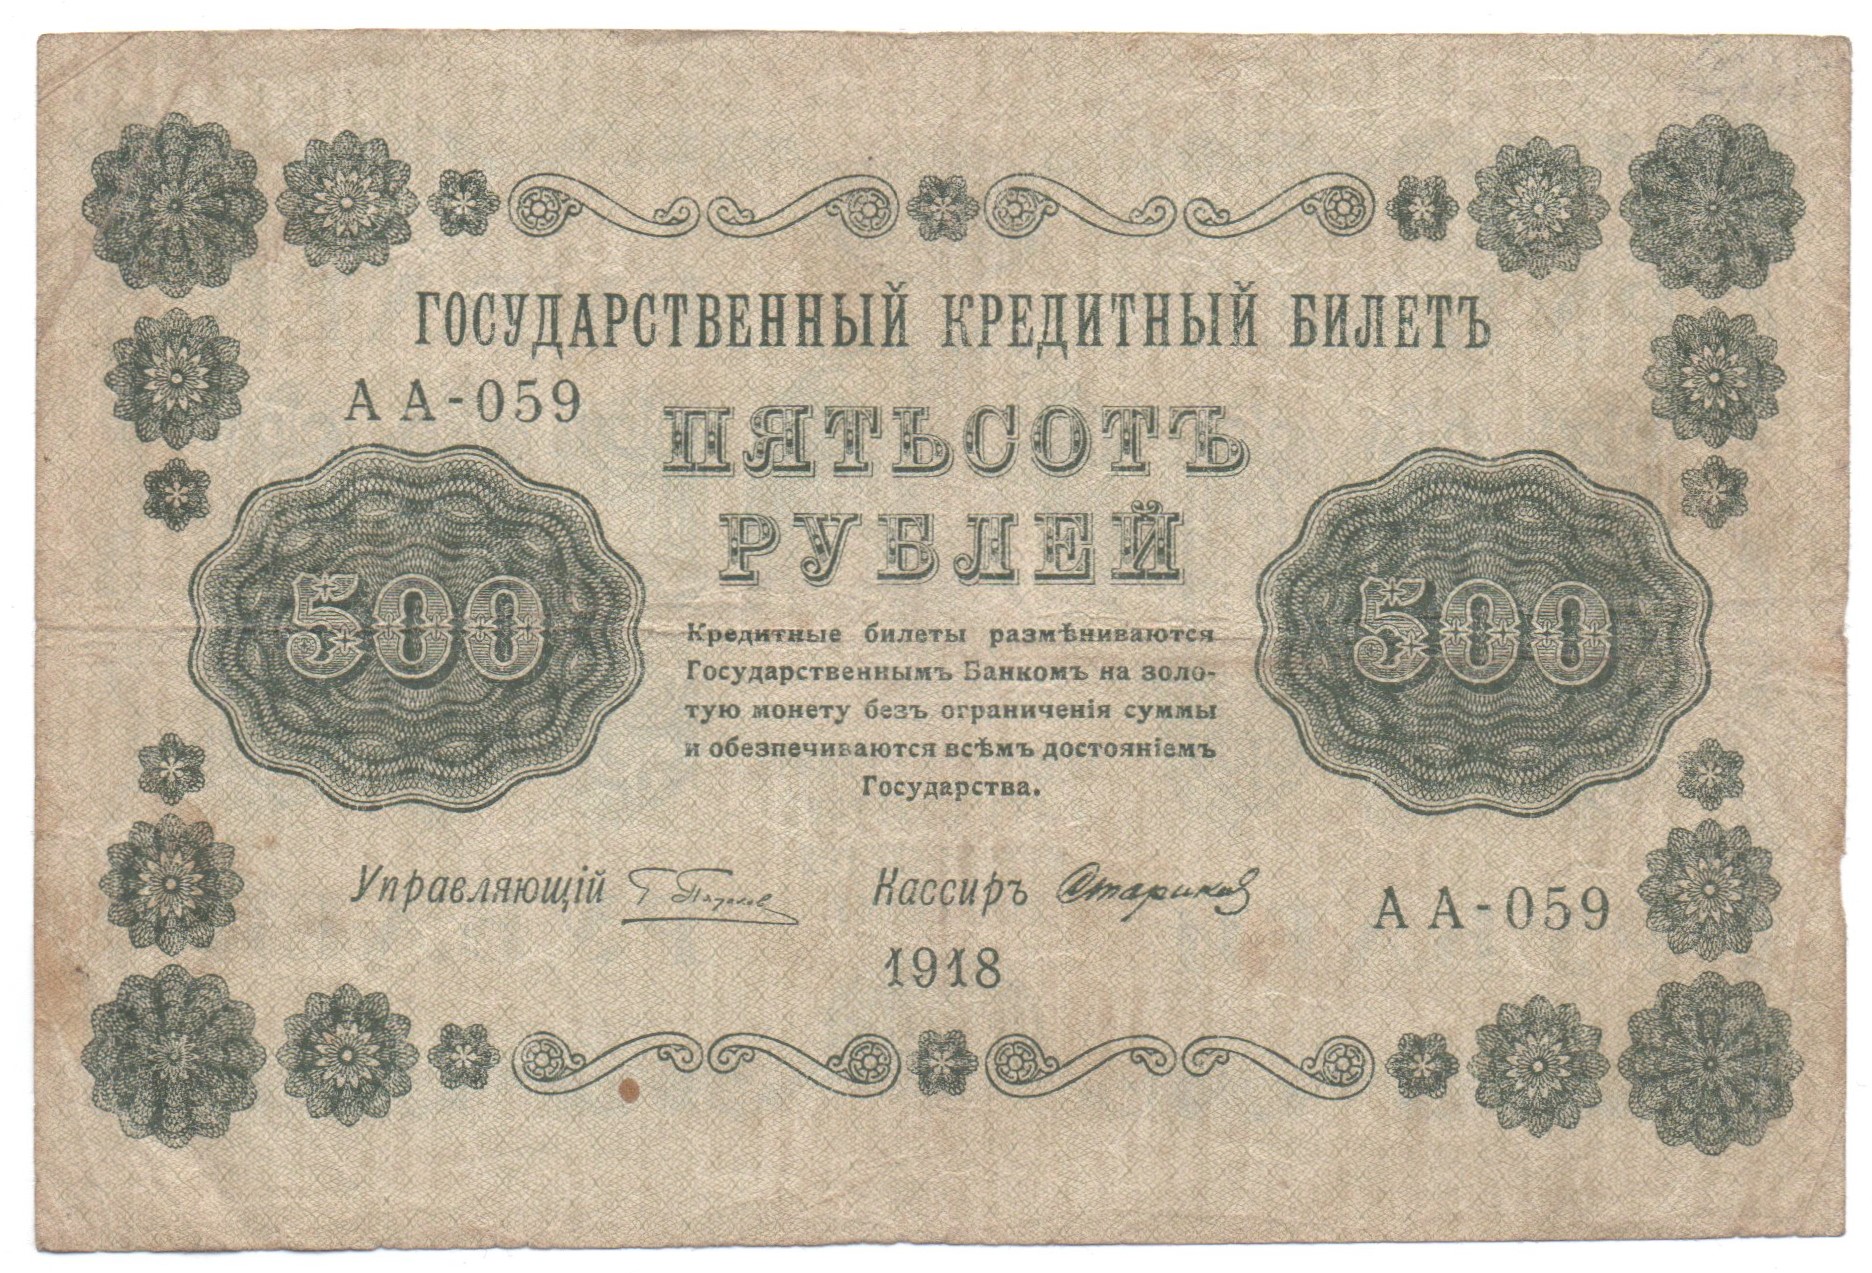 ГОСУДАРСТВЕННЫЙ КРЕДИТНЫЙ БИЛЕТЪ
АА-059
ПЯТЬСОТЪ
РУБЛЕЙ
500
500
Кредитные билеты размѣниваются
Государственнымъ Банкомъ на золо-
тую монету безъ ограниченія суммы
и обезпечиваются всѣмъ достояніемъ
Государства.
Управляющій Кассиръ Стариков
АА-059
1918